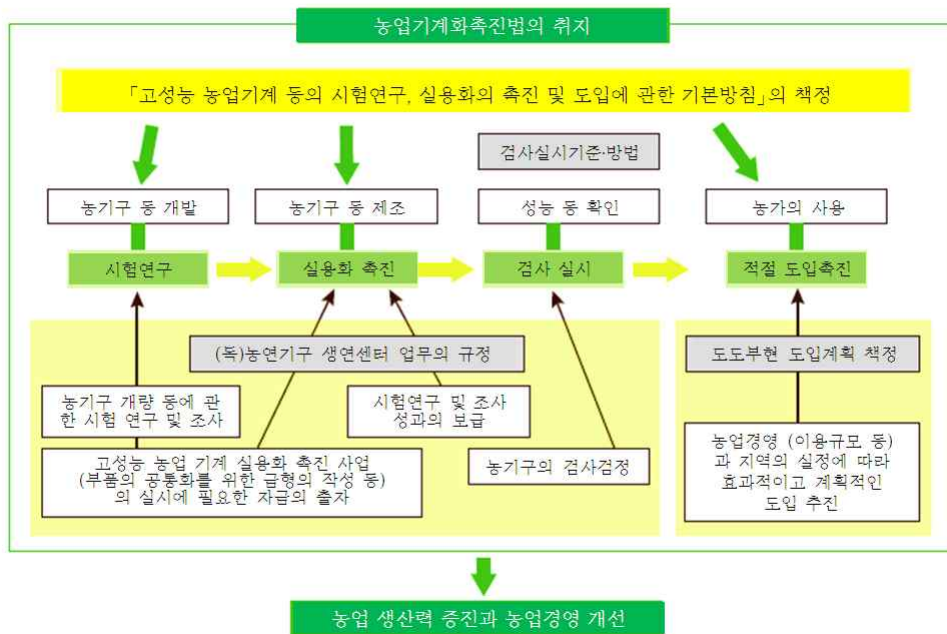 농업기계화촉진법의 취지
「고성능 농업기계 등의 시험연구, 실용화의 촉진 및 도입에 관한 기본방침」의 책정
검사실시기준·방법
농기구 등 개발
농기구 등 제조
성능 등 확인
농가의 사용
시험연구
실용화 촉진
검사 실시
적절 도입촉진
(독)농연기구 생연센터 업무의 규정
도도부현 도입계획 책정
농기구 개량 등에 관
한 시험 연구 및 조사
시험연구 및 조사
성과의 보급
고성능 농업 기계 실용화 촉진 사업
(부품의 공통화를 위한 금형의 작성 등)
의 실시에 필요한 자금의 출자
농기구의 검사검정
농업경영 (이용규모 등)
과 지역의 실정에 따라
효과적이고 계획적인
도입 추진
농업 생산력 증진과 농업경영 개선